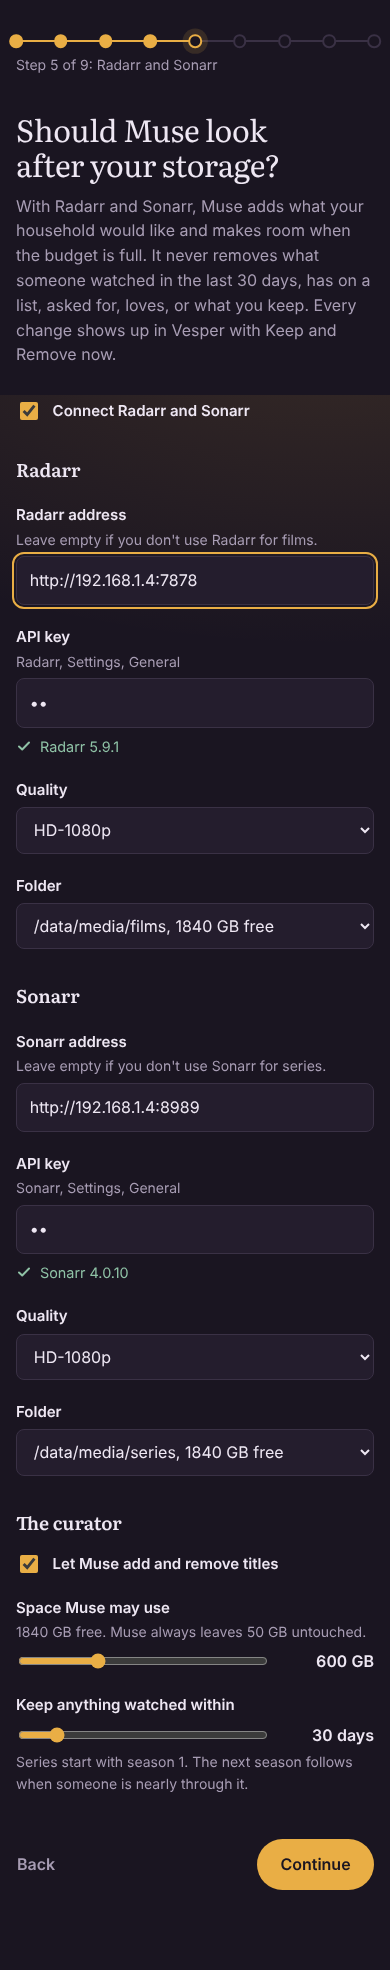 Step 5 of 9: Radarr and Sonarr
Should Muse look
after your storage?
With Radarr and Sonarr, Muse adds what your
household would like and makes room when
the budget is full. It never removes what
someone watched in the last 30 days, has on a
list, asked for, loves, or what you keep. Every
change shows up in Vesper with Keep and
Remove now.
Connect Radarr and Sonarr
Radarr
Radarr address
Leave empty if you don't use Radarr for films.
http://192.168.1.4:7878
API key
Radarr, Settings, General
••
Radarr 5.9.1
Quality
HD-1080p
Folder
/data/media/films, 1840 GB free
Sonarr
Sonarr address
Leave empty if you don't use Sonarr for series.
http://192.168.1.4:8989
API key
Sonarr, Settings, General
••
Sonarr 4.0.10
Quality
HD-1080p
Folder
/data/media/series, 1840 GB free
The curator
Let Muse add and remove titles
Space Muse may use
1840 GB free. Muse always leaves 50 GB untouched.
600 GB
Keep anything watched within
30 days
Series start with season 1. The next season follows
when someone is nearly through it.
Back
Continue